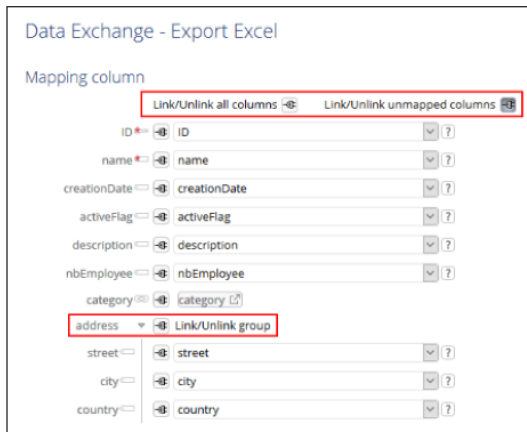 Data Exchange - Export Excel
Mapping column
Link/Unlink all columns Link/Unlink unmapped columns
ID* ID ?
name* name ?
creationDate creationDate ?
activeFlag activeFlag ?
description description ?
nbEmployee nbEmployee ?
category category
address Link/Unlink group
street street ?
city city ?
country country ?